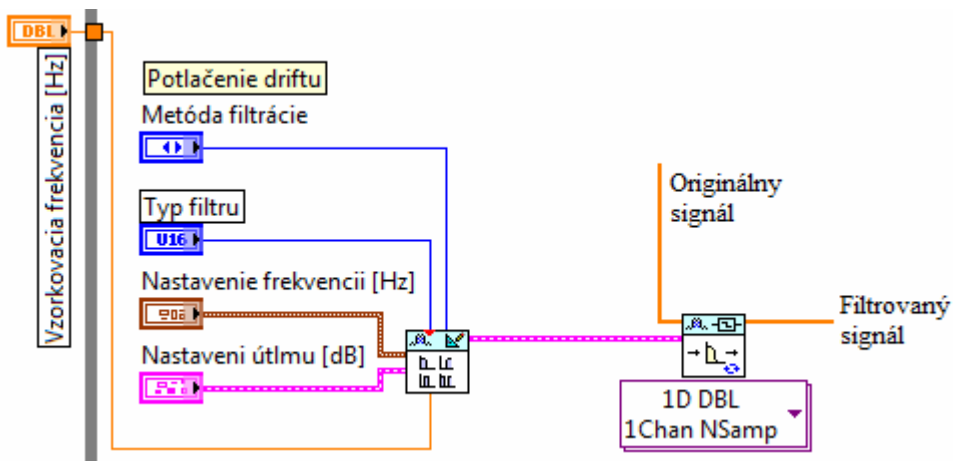 DBL
Vzorkovacia frekvencia [Hz]
Potlačenie driftu
Metóda filtrácie
Typ filtru
U16
Nastavenie frekvencii [Hz]
Nastaveni útlmu [dB]
Originálny
signál
Filtrovaný
signál
1D DBL
1Chan NSamp